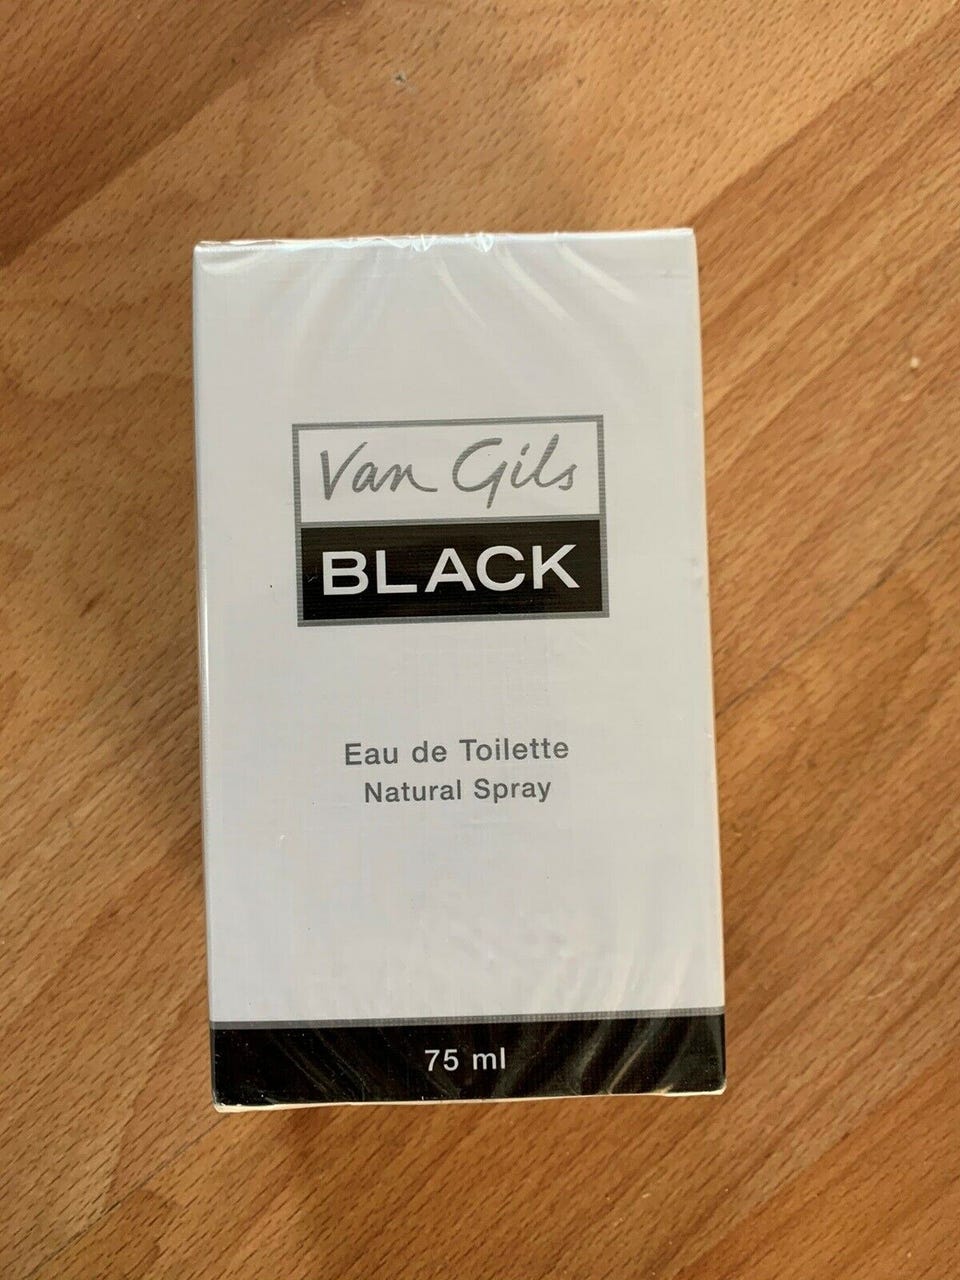 Van Gils
BLACK
Eau de Toilette
Natural Spray
75 ml